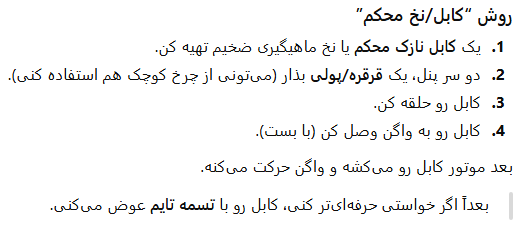 روش “کابل/نخ محکم”
1. یک کابل نازک محکم یا نخ ماهیگیری ضخیم تهیه کن.
2. دو سر پنل، یک قرقره/پولی بذار (می‌تونی از چرخ کوچک هم استفاده کنی).
3. کابل رو حلقه کن.
4. کابل رو به واگن وصل کن (با بست).
بعد موتور کابل رو می‌کشه و واگن حرکت می‌کنه.
بعداً اگر خواستی حرفه‌ای‌تر کنی، کابل رو با تسمه تایم عوض می‌کنی.